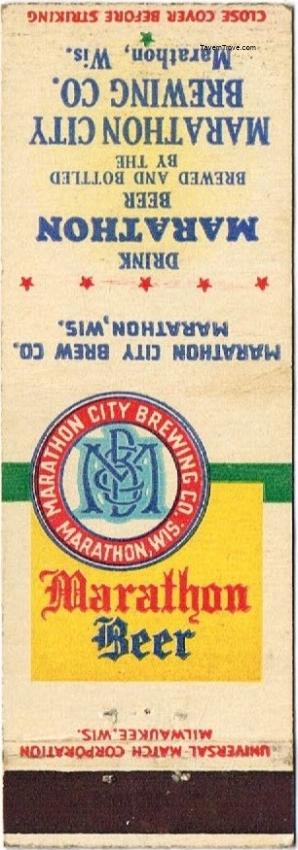 CLOSE COVER BEFORE STRIKING
TavernTrove.com
DRINK
MARATHON
BEER
BREWED AND BOTTLED
BY THE
MARATHON CITY
BREWING CO.
Marathon, Wis.
MARATHON CITY BREW CO.
MARATHON, WIS.
MARATHON CITY BREWING CO.
MARATHON, WIS.
MCB
Marathon
Beer
UNIVERSAL MATCH CORPORATION
MILWAUKEE, WIS.